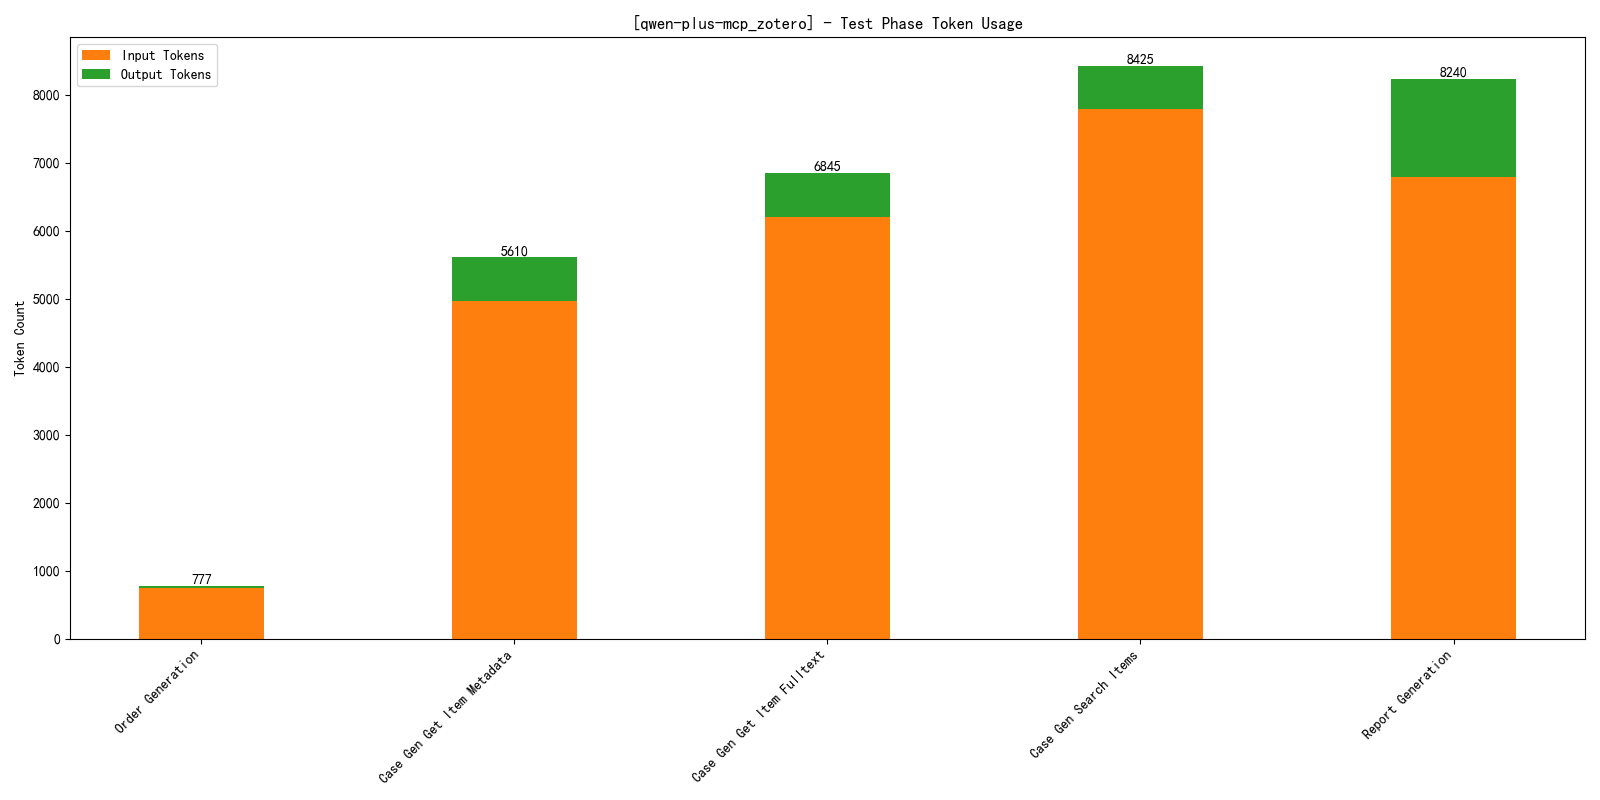 [qwen-plus-mcp_zotero] - Test Phase Token Usage
Input Tokens
Output Tokens
Token Count
8000
7000
6000
5000
4000
3000
2000
1000
0
777
5610
6845
8425
8240
Order Generation
Case Gen Get Item Metadata
Case Gen Get Item Fulltext
Case Gen Search Items
Report Generation